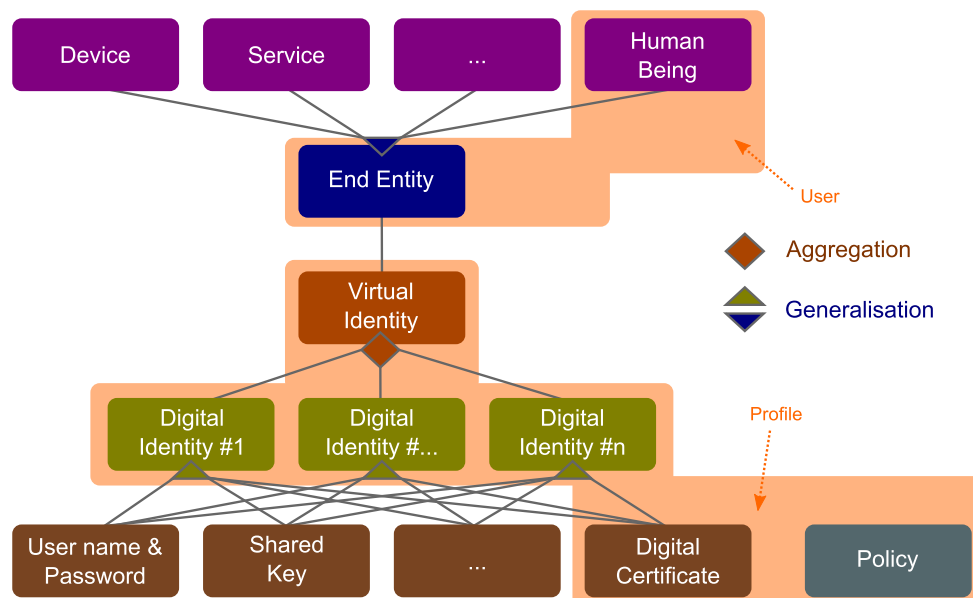 Device
Service
...
Human
Being
End Entity
User
Aggregation
Virtual
Identity
Generalisation
Digital
Identity #1
Digital
Identity #...
Digital
Identity #n
Profile
User name &
Password
Shared
Key
...
Digital
Certificate
Policy